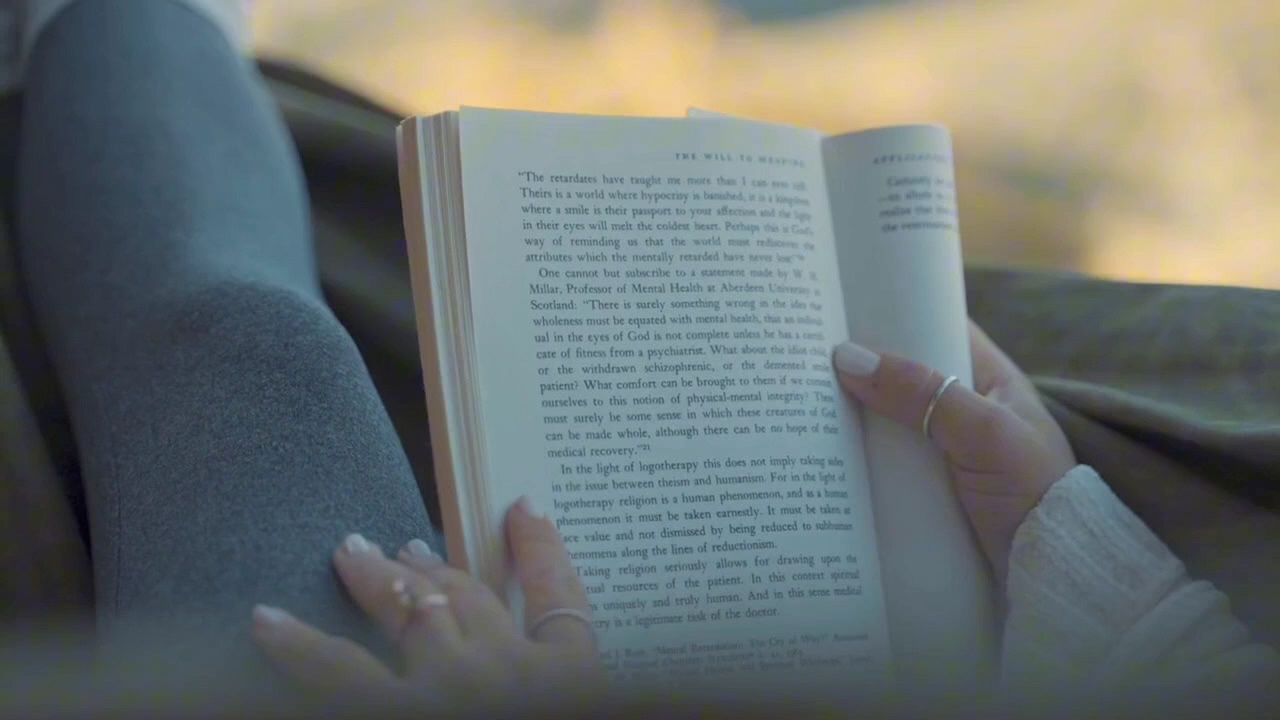 THE WILL TO MEANING
"The retardates have taught me more than I can ever tell.
Theirs is a world where hypocrisy is banished, it is a kingdom
where a smile is their passport to your affection and the light
in their eyes will melt the coldest heart. Perhaps this is God's
way of reminding us that the world must rediscover the
attributes which the mentally retarded have never lost"
One cannot but subscribe to a statement made by W.
Millar, Professor of Mental Health at Aberdeen University in
Scotland: "There is surely something wrong in the idea that
wholeness must be equated with mental health, that an individ-
ual in the eyes of God is not complete unless he has a certifi-
cate of fitness from a psychiatrist. What about the idiot child,
or the withdrawn schizophrenic, or the demented senile
patient? What comfort can be brought to them if we commit
ourselves to this notion of physical-mental integrity? There
must surely be some sense in which these creatures of God
can be made whole, although there can be no hope of their
medical recovery."²¹
In the light of logotherapy this does not imply taking sides
in the issue between theism and humanism. For in the light of
logotherapy religion is a human phenomenon, and as a human
phenomenon it must be taken earnestly. It must be taken at
face value and not dismissed by being reduced to subhuman
phenomena along the lines of reductionism.
Taking religion seriously allows for drawing upon the
tual resources of the patient. In this context spiritual
uniquely and truly human. And in this sense medical
try is a legitimate task of the doctor.
J.
APPLICATIONS
Certainly
the